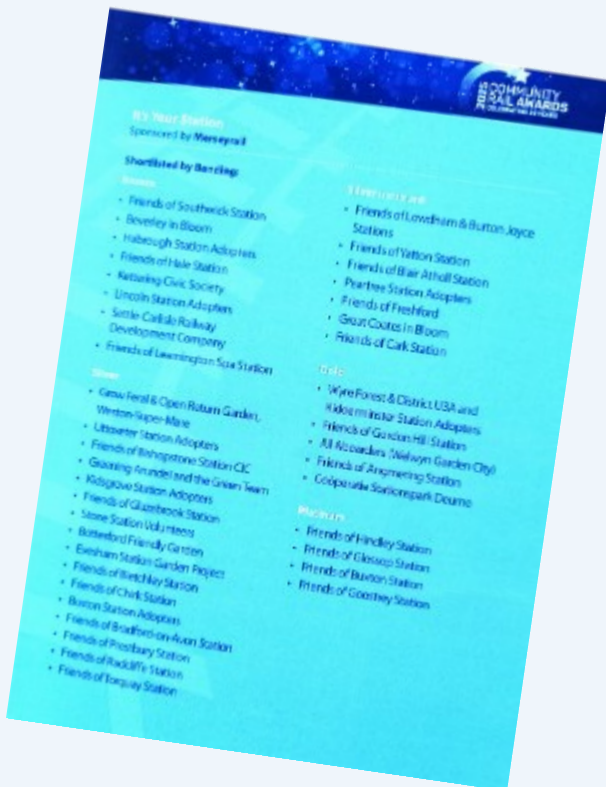 2025 COMMUNITY
RAIL AWARDS
It's Your Station
Sponsored by Merseyrail
Shortlisted by Banding:
Bronze
• Friends of Southwick Station
• Beverley in Bloom
• Habrough Station Adopters
• Friends of Hale Station
• Kettering Civic Society
• Lincoln Station Adopters
• Settle Carlisle Railway
Development Company
• Friends of Leamington Spa Station
Silver
• Grow Feral & Open Return Garden,
Weston-Super-Mare
• Uttoxeter Station Adopters
• Friends of Bishopstone Station CIC
• Greening Arundel and the Green Team
• Kidsgrove Station Adopters
• Friends of Glazebrook Station
• Stone Station Volunteers
• Bottesford Friendly Garden
• Evesham Station Garden Project
• Friends of Bletchley Station
• Friends of Chirk Station
• Buxton Station Adopters
• Friends of Bradford-on-Avon Station
• Friends of Prestbury Station
• Friends of Radcliffe Station
• Friends of Torquay Station
• Friends of Lowdham & Burton Joyce
Stations
• Friends of Yatton Station
• Friends of Blair Atholl Station
• Peartree Station Adopters
• Friends of Freshford
• Great Coates in Bloom
• Friends of Cark Station
Gold
• Wyre Forest & District U3A and
Kidderminster Station Adopters
• Friends of Gordon Hill Station
• All Aboarders (Welwyn Garden City)
• Friends of Angmering Station
• Coöperatie Stationspark Deurne
Platinum
• Friends of Hindley Station
• Friends of Glossop Station
• Friends of Buxton Station
• Friends of Goostrey Station